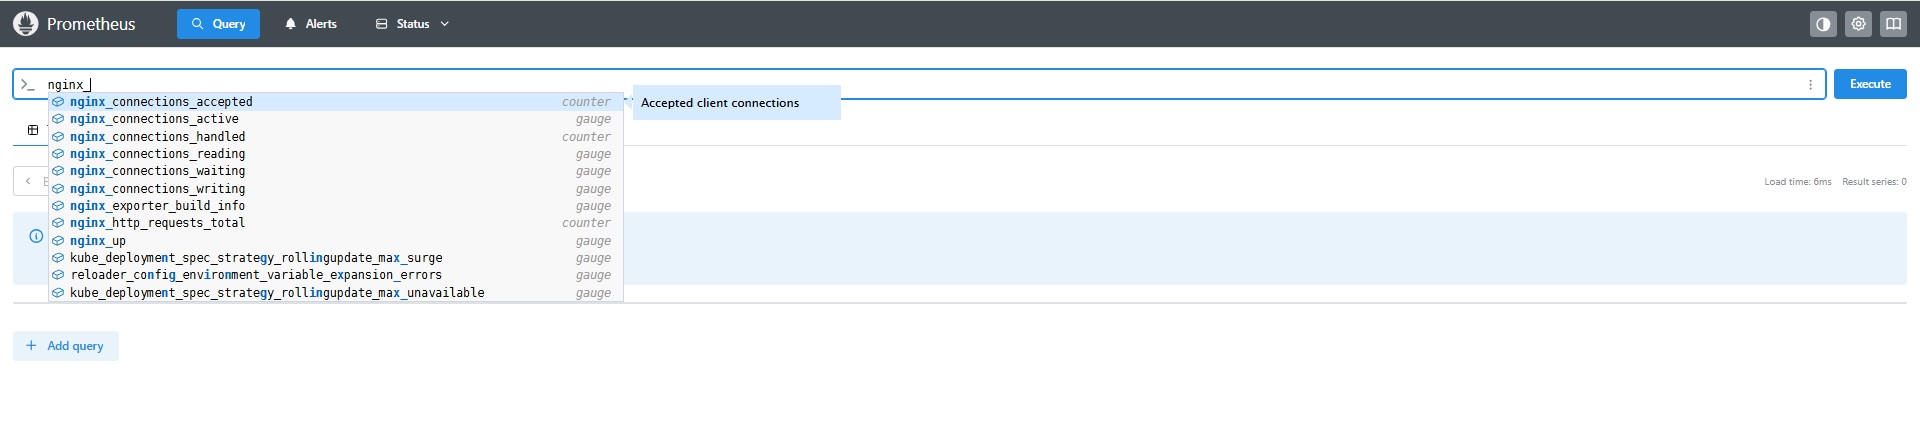 Prometheus Query Alerts Status
nginx_ Execute
nginx_connections_accepted counter Accepted client connections
nginx_connections_active gauge
nginx_connections_handled counter
nginx_connections_reading gauge
nginx_connections_waiting gauge
nginx_connections_writing gauge
nginx_exporter_build_info gauge
nginx_http_requests_total counter
nginx_up gauge
kube_deployment_spec_strategy_rollingupdate_max_surge gauge
reloader_config_environment_variable_expansion_errors gauge
kube_deployment_spec_strategy_rollingupdate_max_unavailable gauge
Load time: 6ms Result series: 0
Add query